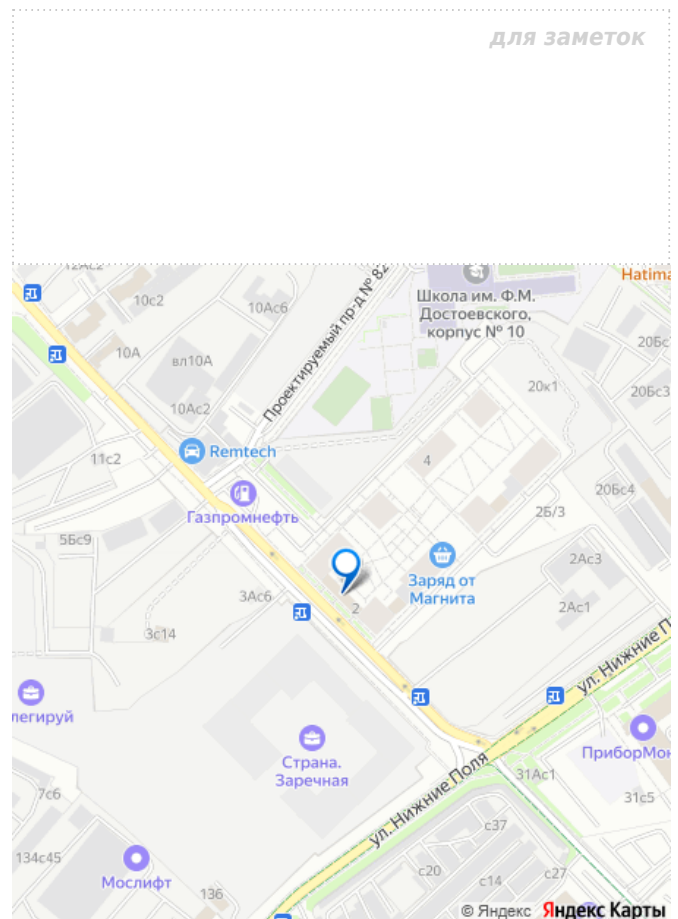 для заметок
12Ас2
Hatima
10с2
10Ас6
Проектируемый пр-д № 82
Школа им. Ф.М.
Достоевского,
корпус № 10
10А
вл10А
20к1
20Бс3
10Ас2
4
11с2
Remtech
Газпромнефть
20Бс4
2Б/3
5Бс9
Заряд от
Магнита
2Ас3
3Ас6
2
2Ас1
3с14
ул. Нижние П
легируй
Страна.
Заречная
ПриборМон
31Ас1
7с6
31с5
ул. Нижние Поля
с37
134с45
Мослифт
136
с20
с14
с27
© Яндекс Яндекс Карты